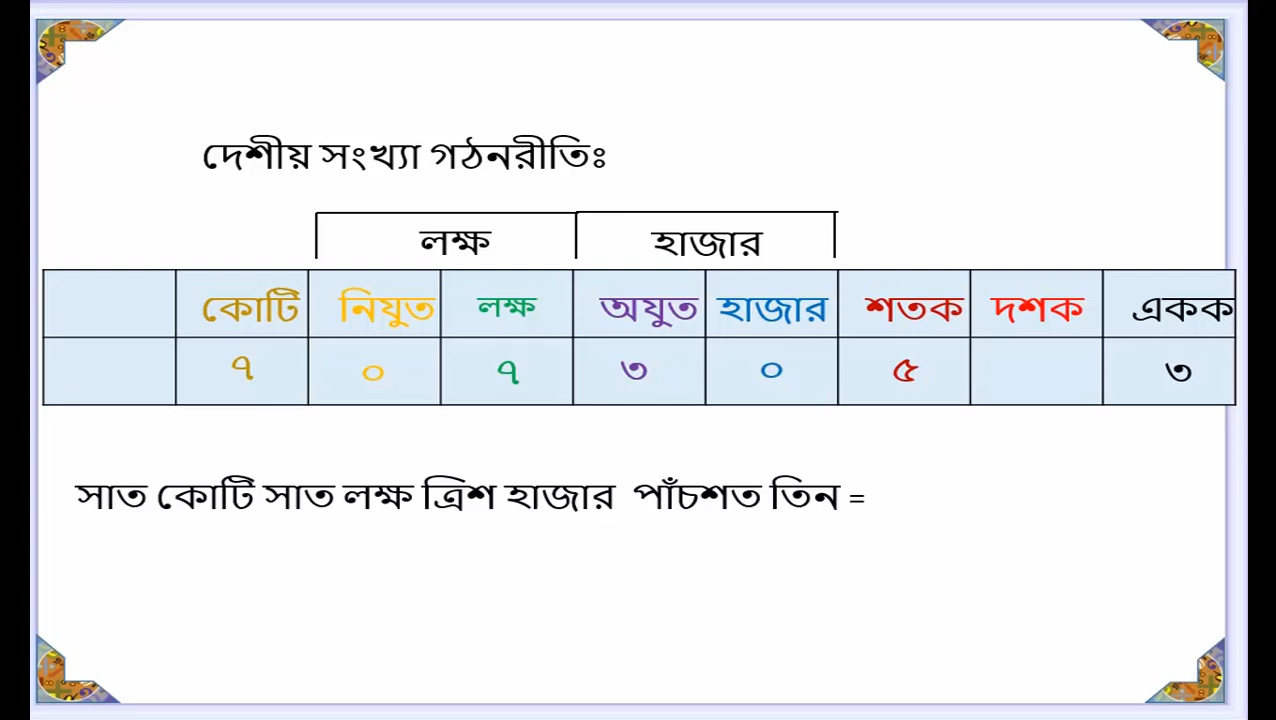 দেশীয় সংখ্যা গঠনরীতিঃ
লক্ষ হাজার
কোটি নিযুত লক্ষ অযুত হাজার শতক দশক একক
৭ ০ ৭ ৩ ০ ৫ ৩
সাত কোটি সাত লক্ষ ত্রিশ হাজার পাঁচশত তিন =